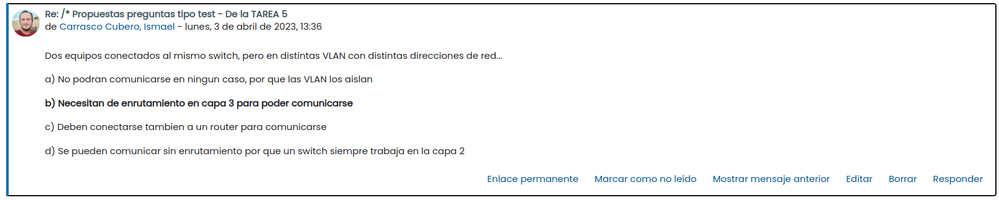 Re: /* Propuestas preguntas tipo test - De la TAREA 5
de Carrasco Cubero, Ismael - lunes, 3 de abril de 2023, 13:36
Dos equipos conectados al mismo switch, pero en distintas VLAN con distintas direcciones de red...
a) No podran comunicarse en ningun caso, por que las VLAN los aislan
b) Necesitan de enrutamiento en capa 3 para poder comunicarse
c) Deben conectarse tambien a un router para comunicarse
d) Se pueden comunicar sin enrutamiento por que un switch siempre trabaja en la capa 2
Enlace permanente Marcar como no leído Mostrar mensaje anterior Editar Borrar Responder